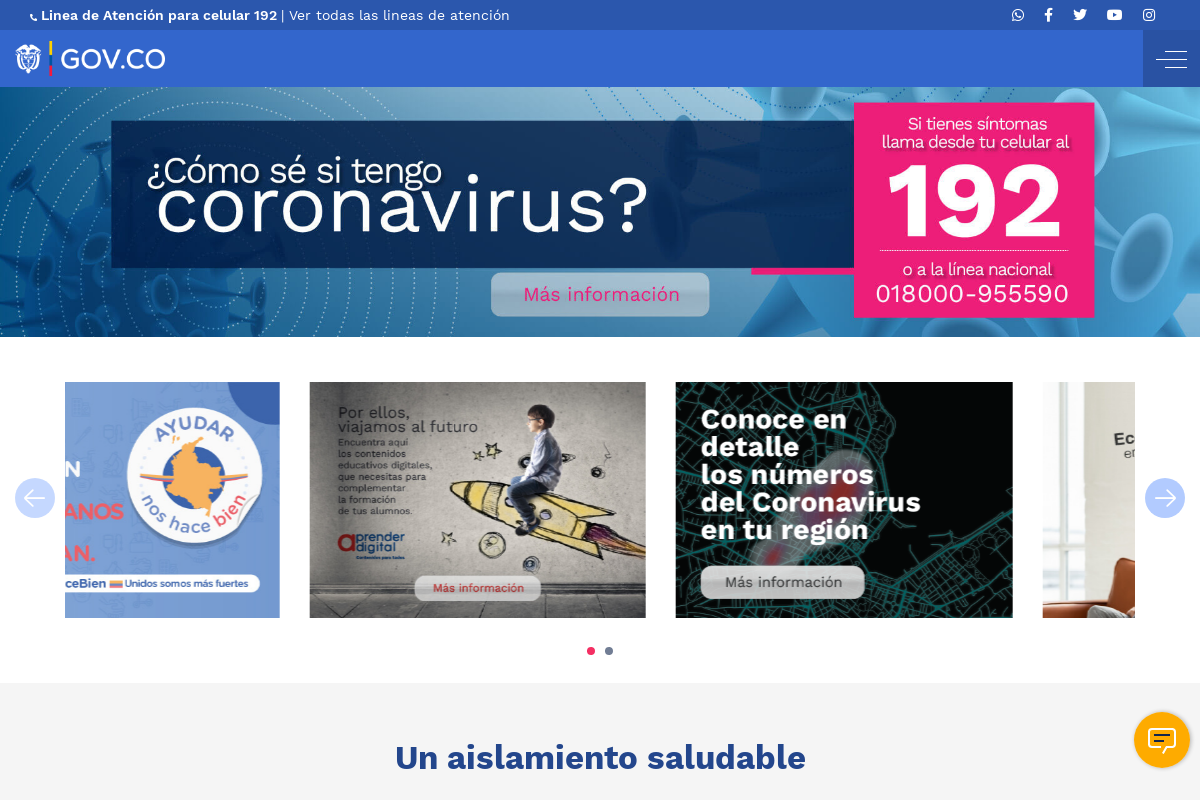 Linea de Atención para celular 192 | Ver todas las lineas de atención
GOV.CO
¿Cómo sé si tengo
coronavirus?
Más información
Si tienes síntomas
llama desde tu celular al
192
o a la línea nacional
018000-955590
AYUDAR
nos hace bien
N
ANOS
AN.
ceBien Unidos somos más fuertes
Por ellos,
viajamos al futuro
Encuentra aquí
los contenidos
educativos digitales,
que necesitas para
complementar
la formación
de tus alumnos.
aprender
digital
Contenidos para todos
Más información
Conoce en
detalle
los números
del Coronavirus
en tu región
Más información
Ec
en
Un aislamiento saludable